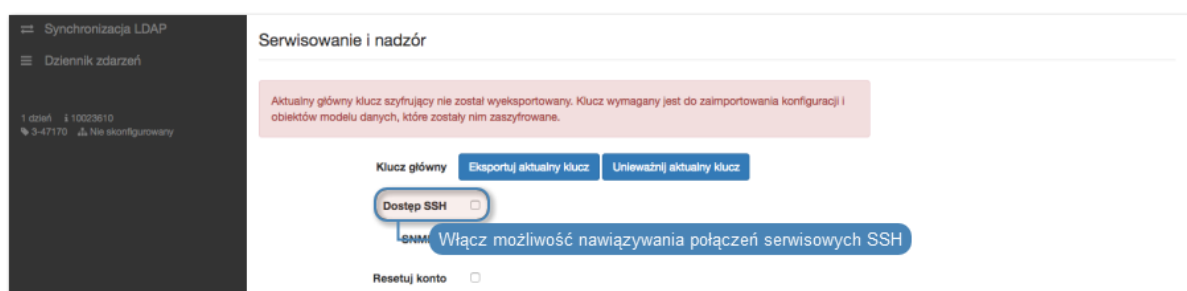 Synchronizacja LDAP
Serwisowanie i nadzór
Dziennik zdarzeń
Aktualny główny klucz szyfrujący nie został wyeksportowany. Klucz wymagany jest do zaimportowania konfiguracji i
obiektów modelu danych, które zostały nim zaszyfrowane.
1 dzień 10023610
3-47170 Nie skonfigurowany
Klucz główny Eksportuj aktualny klucz Unieważnij aktualny klucz
Dostęp SSH
SNM Włącz możliwość nawiązywania połączeń serwisowych SSH
Resetuj konto